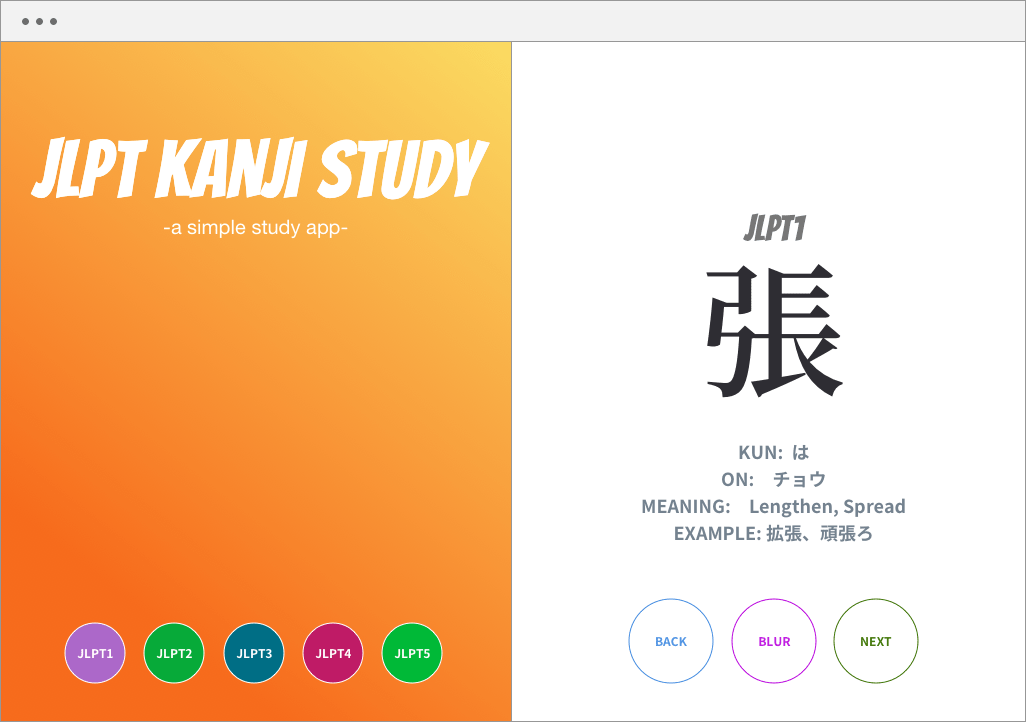 JLPT KANJI STUDY
-a simple study app-
JLPT1
JLPT2
JLPT3
JLPT4
JLPT5
JLPT1
張
KUN: は
ON: チョウ
MEANING: Lengthen, Spread
EXAMPLE: 拡張、頑張ろ
BACK
BLUR
NEXT